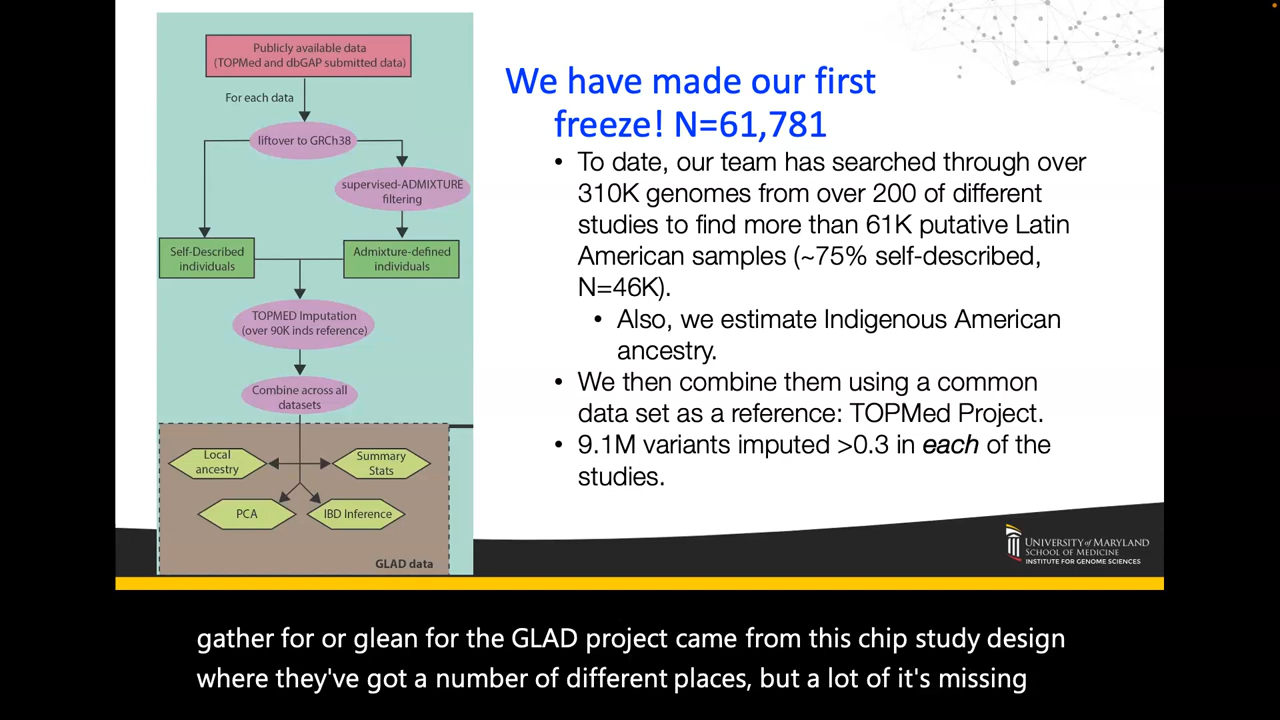 Publicly available data
(TOPMed and dbGAP submitted data)
For each data
liftover to GRCh38
supervised-ADMIXTURE
filtering
Self-Described
individuals
Admixture-defined
individuals
TOPMED Imputation
(over 90K inds reference)
Combine across all
datasets
Local
ancestry
Summary
Stats
PCA
IBD Inference
GLAD data
We have made our first
freeze! N=61,781
• To date, our team has searched through over
310K genomes from over 200 of different
studies to find more than 61K putative Latin
American samples (~75% self-described,
N=46K).
• Also, we estimate Indigenous American
ancestry.
• We then combine them using a common
data set as a reference: TOPMed Project.
• 9.1M variants imputed >0.3 in each of the
studies.
UNIVERSITY of MARYLAND
SCHOOL OF MEDICINE
INSTITUTE FOR GENOME SCIENCES
gather for or glean for the GLAD project came from this chip study design
where they've got a number of different places, but a lot of it's missing